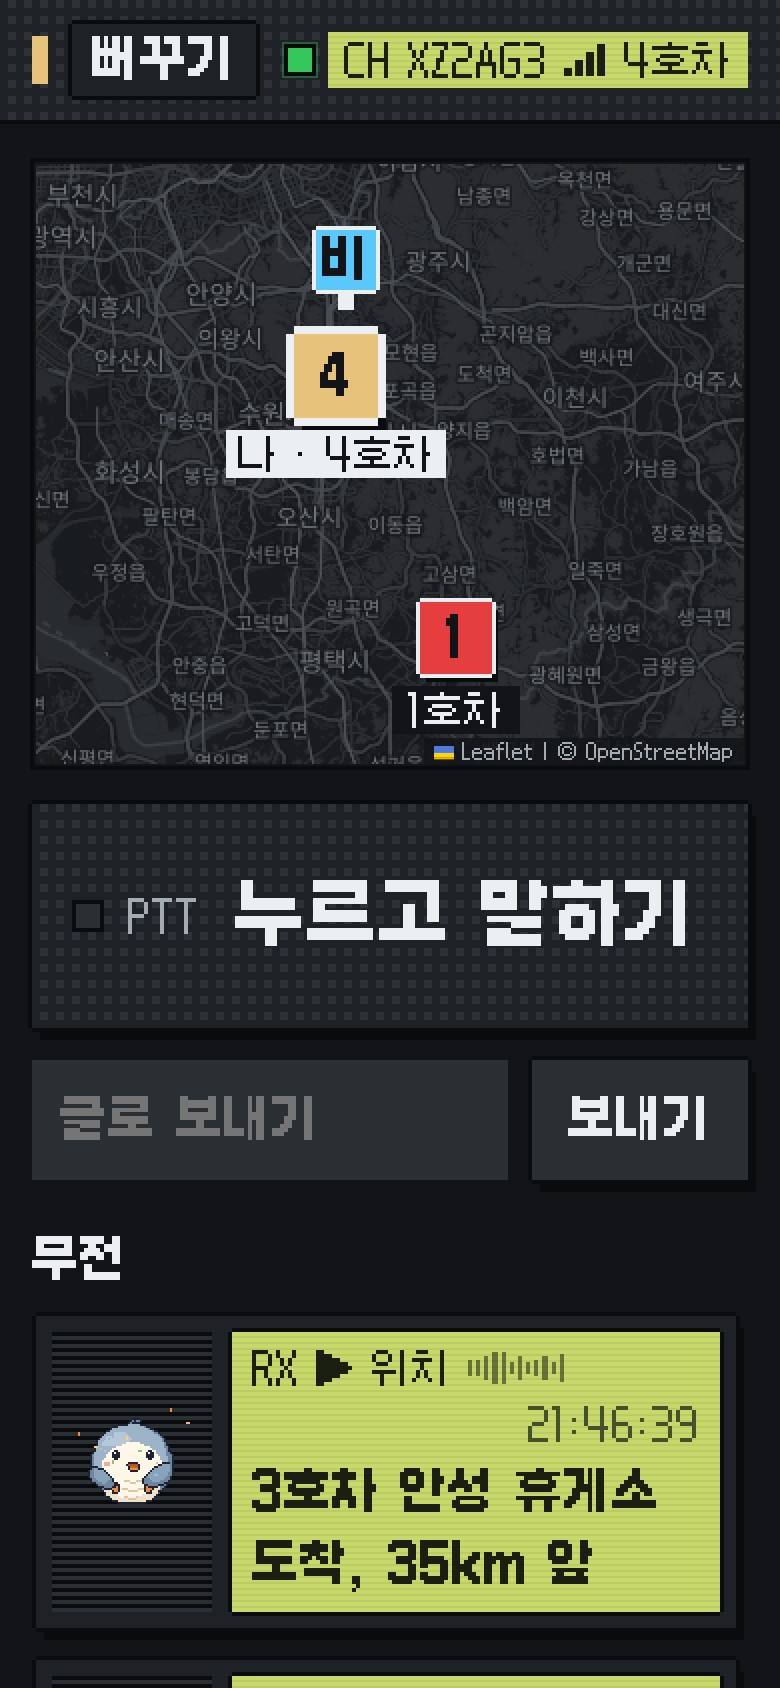 뻐꾸기
CH XZ2AG3 4호차
부천시
남종면
옥천면
강상면 용문면
광역시
비
광주시
개군면
시흥시
안양시
대신면
의왕시
곤지암읍
안산시
4
모현읍
백사면
도척면
여주시
포곡읍
이천시
매송면
수원
양지읍
나 · 4호차
화성시
봉담읍
호법면
가남읍
신면
팔탄면
오산시
이동읍
백암면
장호원읍
서탄면
우정읍
고삼면
일죽면
원곡면
고덕면
1
삼성면
생극면
안중읍
평택시
광혜원면
금왕읍
현덕면
1호차
둔포면
신평면
Leaflet | © OpenStreetMap
PTT 누르고 말하기
글로 보내기
보내기
무전
RX ▶ 위치
21:46:39
3호차 안성 휴게소
도착, 35km 앞